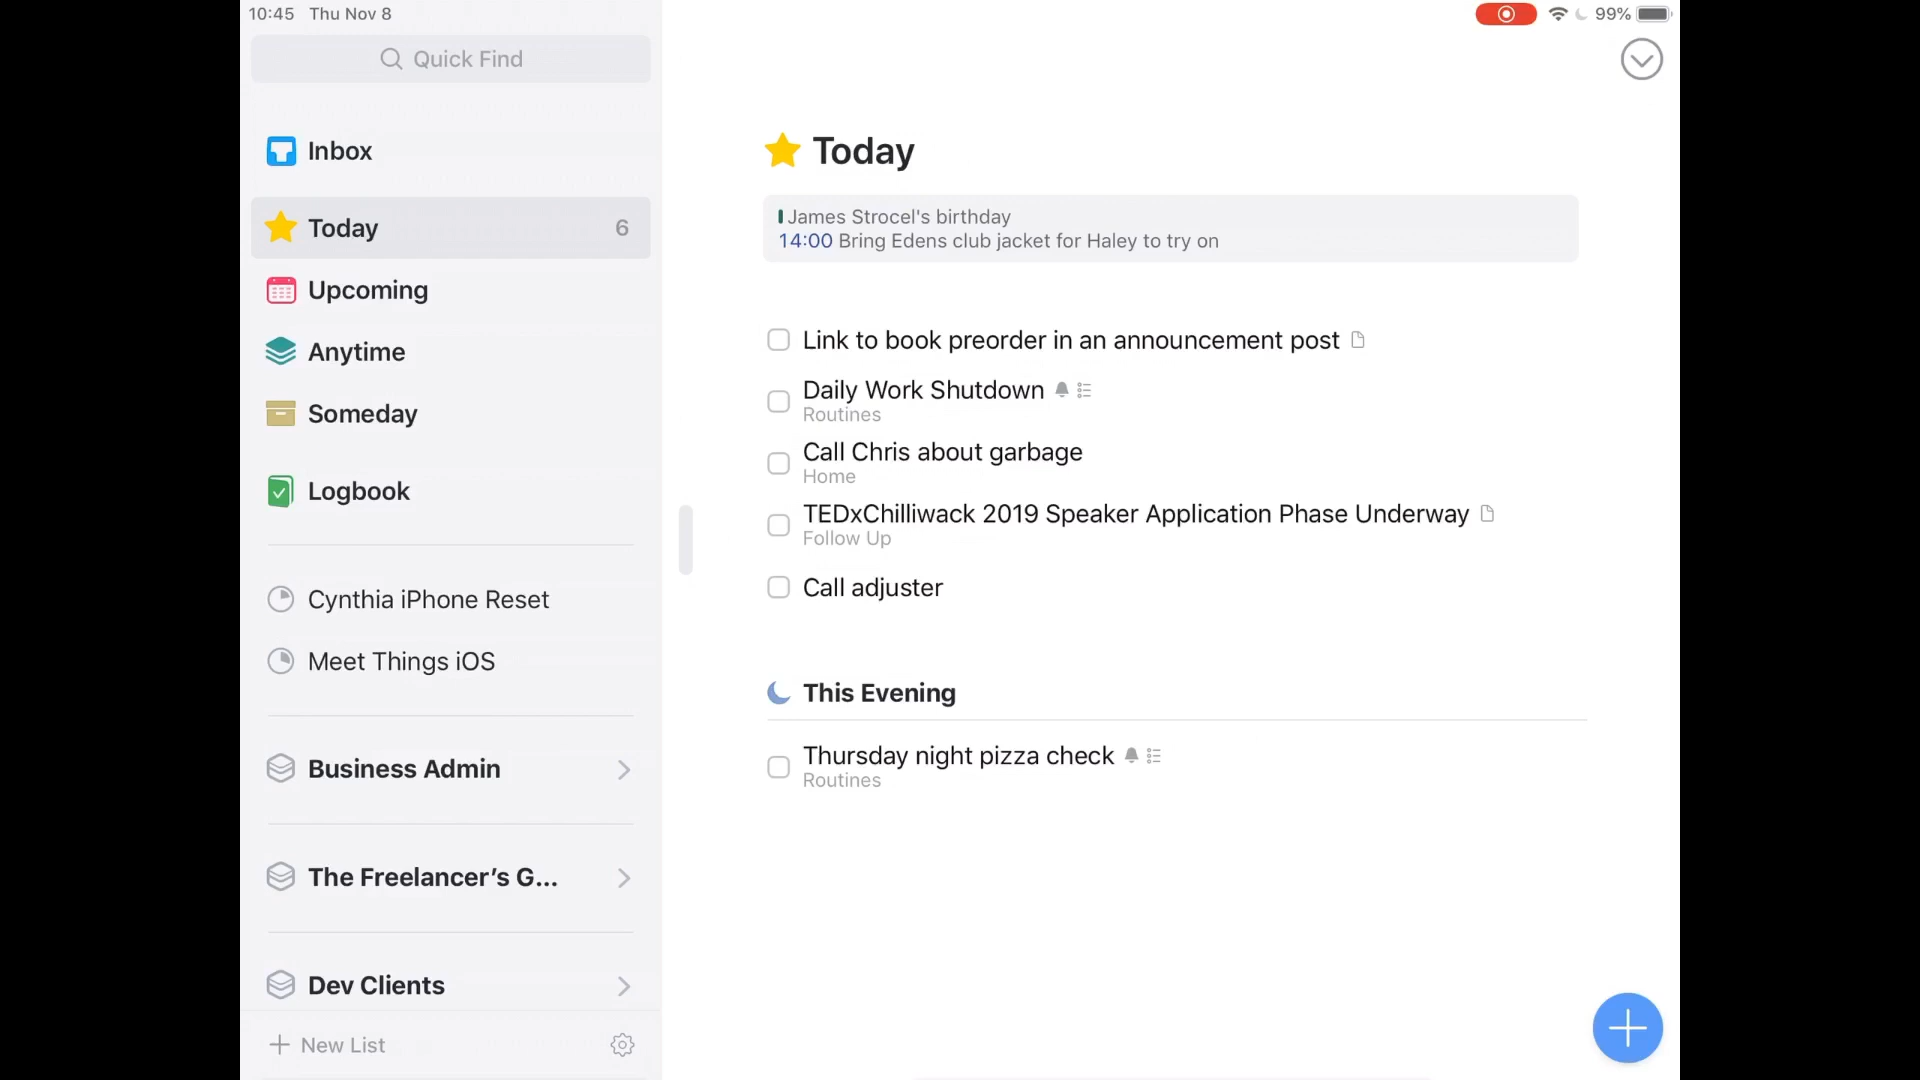 10:45 Thu Nov 8
99%
Quick Find
Inbox
Today 6
Upcoming
Anytime
Someday
Logbook
Cynthia iPhone Reset
Meet Things iOS
Business Admin
The Freelancer’s G...
Dev Clients
New List
Today
James Strocel's birthday
14:00 Bring Edens club jacket for Haley to try on
Link to book preorder in an announcement post
Daily Work Shutdown
Routines
Call Chris about garbage
Home
TEDxChilliwack 2019 Speaker Application Phase Underway
Follow Up
Call adjuster
This Evening
Thursday night pizza check
Routines